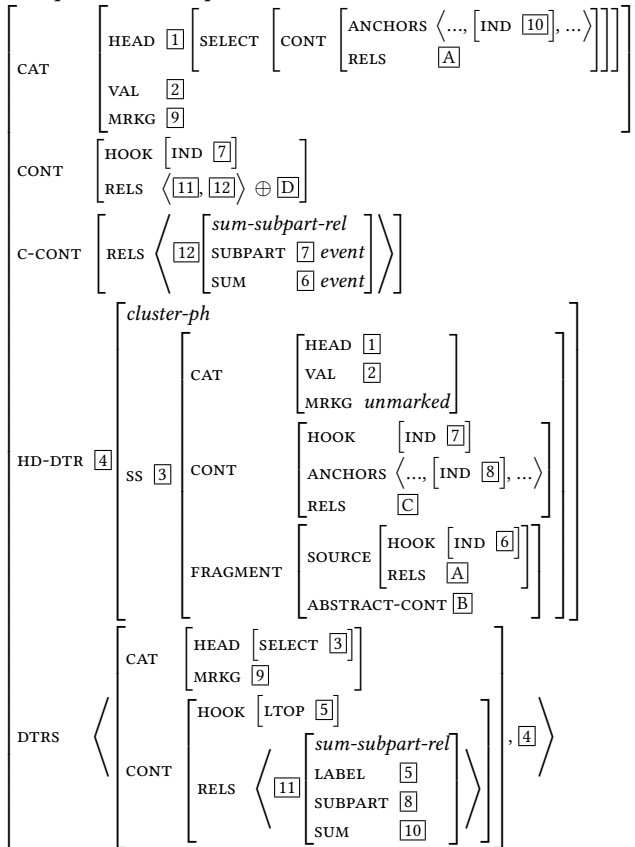 CAT
HEAD 1 [SELECT [CONT [ANCHORS ⟨…, [IND 10], …⟩
RELS A]]]
VAL 2
MRKG 9
CONT
HOOK [IND 7]
RELS ⟨11, 12⟩ ⊕ D
C-CONT [RELS ⟨12
sum-subpart-rel
SUBPART 7 event
SUM 6 event
⟩]
HD-DTR 4
cluster-ph
SS 3
CAT
HEAD 1
VAL 2
MRKG unmarked
CONT
HOOK [IND 7]
ANCHORS ⟨…, [IND 8], …⟩
RELS C
FRAGMENT
SOURCE
HOOK [IND 6]
RELS A
ABSTRACT-CONT B
DTRS
CAT
HEAD [SELECT 3]
MRKG 9
CONT
HOOK [LTOP 5]
RELS ⟨11
sum-subpart-rel
LABEL 5
SUBPART 8
SUM 10
⟩
, 4⟩